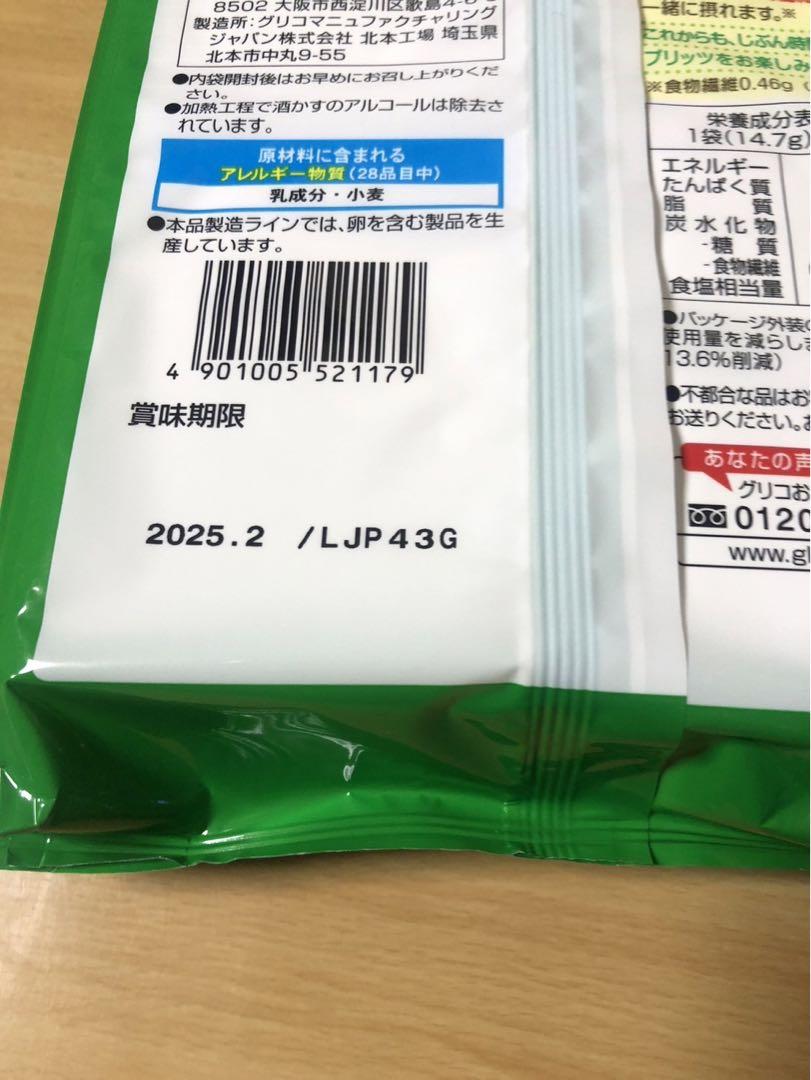 8502 大阪市西淀川区歌島4-6-5
製造所:グリコマニュファクチャリング
ジャパン株式会社 北本工場 埼玉県
北本市中丸9-55
●内袋開封後はお早めにお召し上がりくだ
さい。
●加熱工程で酒かすのアルコールは除去さ
れています。
原材料に含まれる
アレルギー物質(28品目中)
乳成分・小麦
●本品製造ラインでは、卵を含む製品を生
産しています。
4 901005 521179
賞味期限
2025.2 /LJP43G
一緒に摂れます。※
これからも、じぶん
プリッツをお楽しみ
※食物繊維0.46g(
栄養成分表
1袋(14.7g)
エネルギー
たんぱく質
脂質
炭水化物
-糖質
-食物繊維
食塩相当量
●パッケージ外装の
使用量を減らしま
13.6%削減)
●不都合な品はお
お送りください。お
あなたの声
グリコお
0120
www.gl